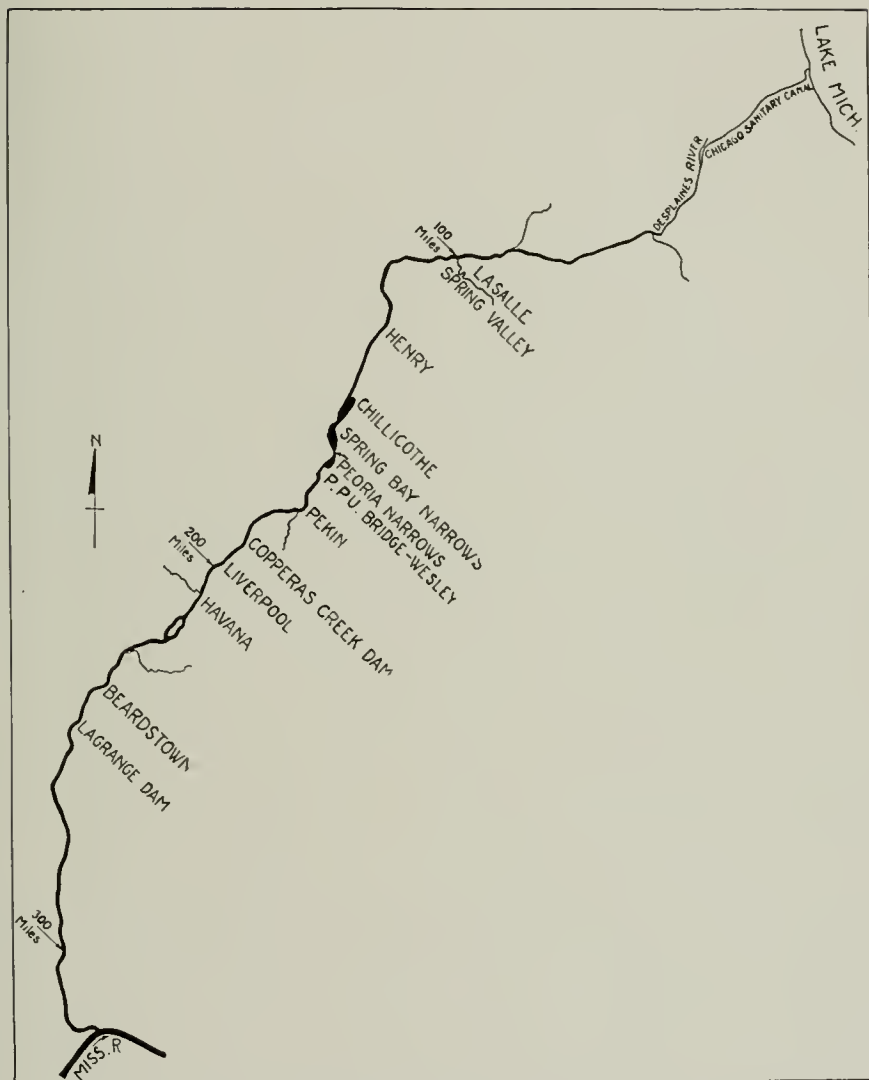 LAKE MICH.
CHICAGO SANITARY CANAL
DESPLAINES RIVER
100
Miles
LASALLE
SPRING VALLEY
HENRY
CHILLICOTHE
SPRING BAY NARROWS
PEORIA NARROWS
P.P.U. BRIDGE-WESLEY
PEKIN
N
200
Miles
COPPERAS CREEK DAM
LIVERPOOL
HAVANA
BEARDSTOWN
LAGRANGE DAM
300
Miles
MISS. R